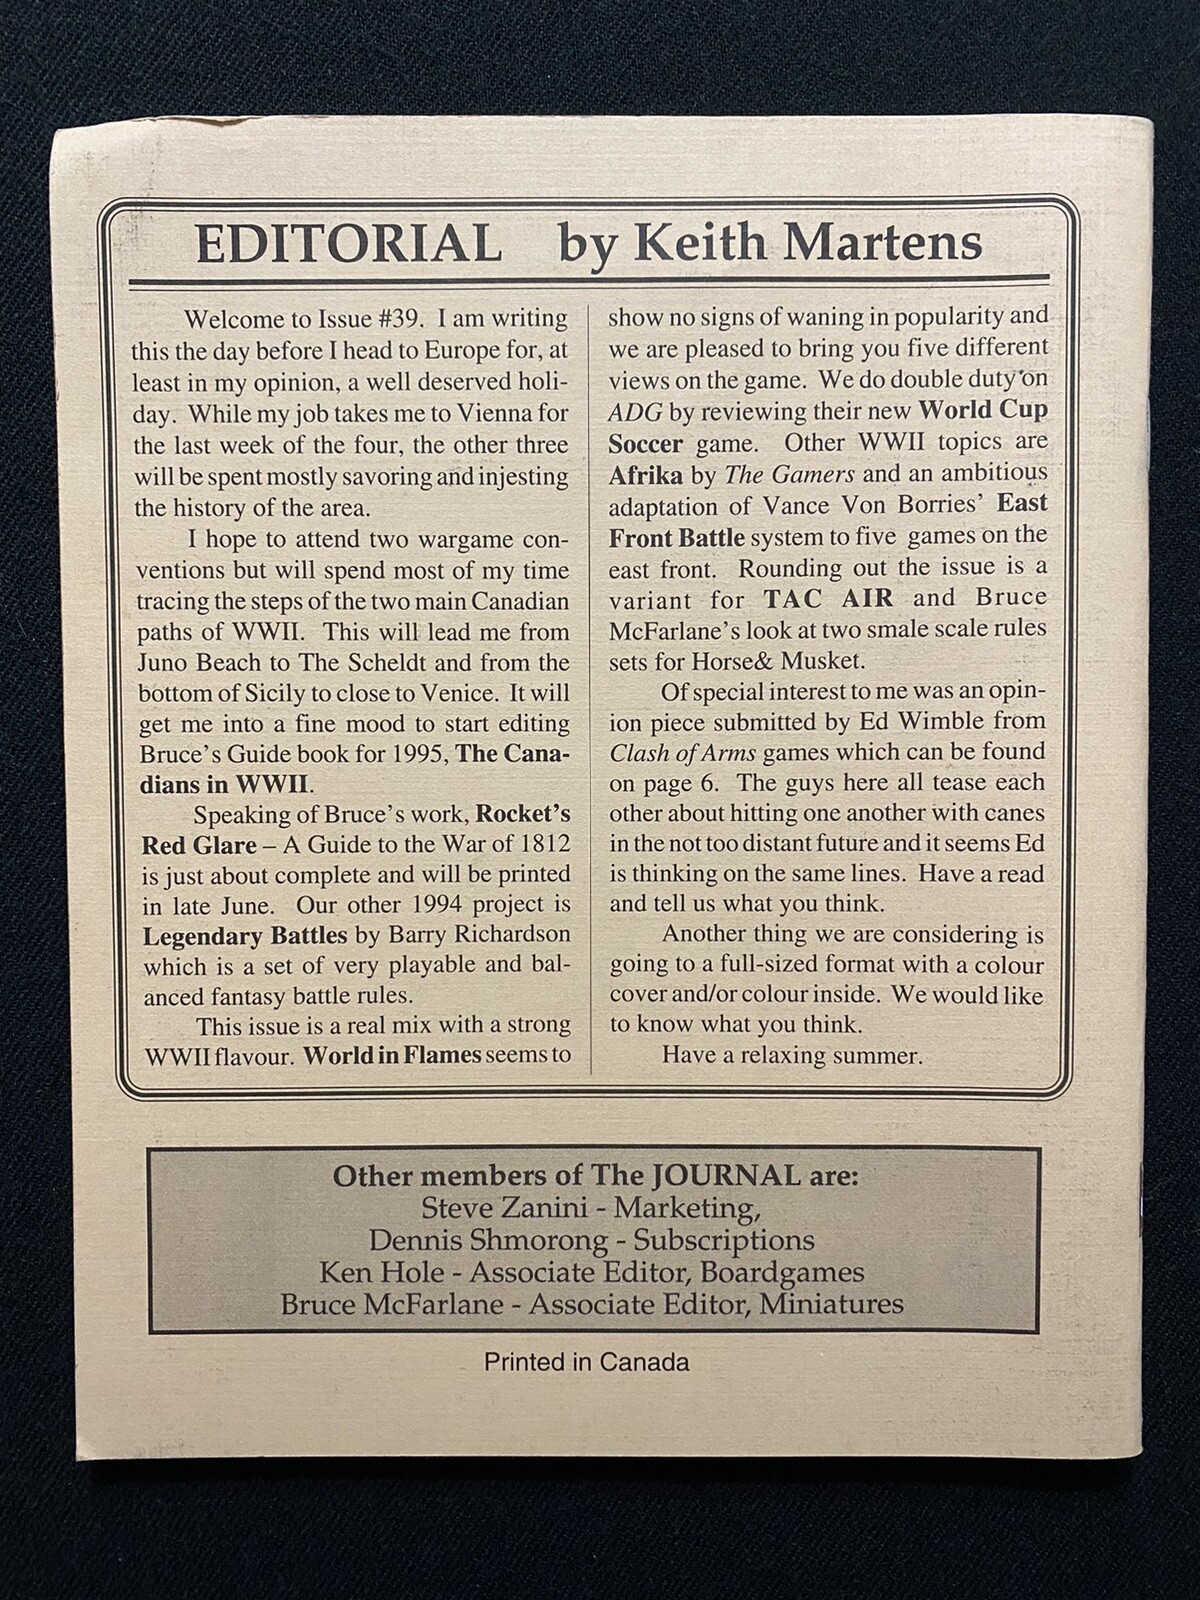 EDITORIAL by Keith Martens
Welcome to Issue #39. I am writing
this the day before I head to Europe for, at
least in my opinion, a well deserved holi-
day. While my job takes me to Vienna for
the last week of the four, the other three
will be spent mostly savoring and injesting
the history of the area.
I hope to attend two wargame con-
ventions but will spend most of my time
tracing the steps of the two main Canadian
paths of WWII. This will lead me from
Juno Beach to The Scheldt and from the
bottom of Sicily to close to Venice. It will
get me into a fine mood to start editing
Bruce's Guide book for 1995, The Cana-
dians in WWII.
Speaking of Bruce's work, Rocket's
Red Glare – A Guide to the War of 1812
is just about complete and will be printed
in late June. Our other 1994 project is
Legendary Battles by Barry Richardson
which is a set of very playable and bal-
anced fantasy battle rules.
This issue is a real mix with a strong
WWII flavour. World in Flames seems to
show no signs of waning in popularity and
we are pleased to bring you five different
views on the game. We do double duty on
ADG by reviewing their new World Cup
Soccer game. Other WWII topics are
Afrika by The Gamers and an ambitious
adaptation of Vance Von Borries' East
Front Battle system to five games on the
east front. Rounding out the issue is a
variant for TAC AIR and Bruce
McFarlane's look at two smale scale rules
sets for Horse& Musket.
Of special interest to me was an opin-
ion piece submitted by Ed Wimble from
Clash of Arms games which can be found
on page 6. The guys here all tease each
other about hitting one another with canes
in the not too distant future and it seems Ed
is thinking on the same lines. Have a read
and tell us what you think.
Another thing we are considering is
going to a full-sized format with a colour
cover and/or colour inside. We would like
to know what you think.
Have a relaxing summer.
Other members of The JOURNAL are:
Steve Zanini - Marketing,
Dennis Shmorong - Subscriptions
Ken Hole - Associate Editor, Boardgames
Bruce McFarlane - Associate Editor, Miniatures
Printed in Canada